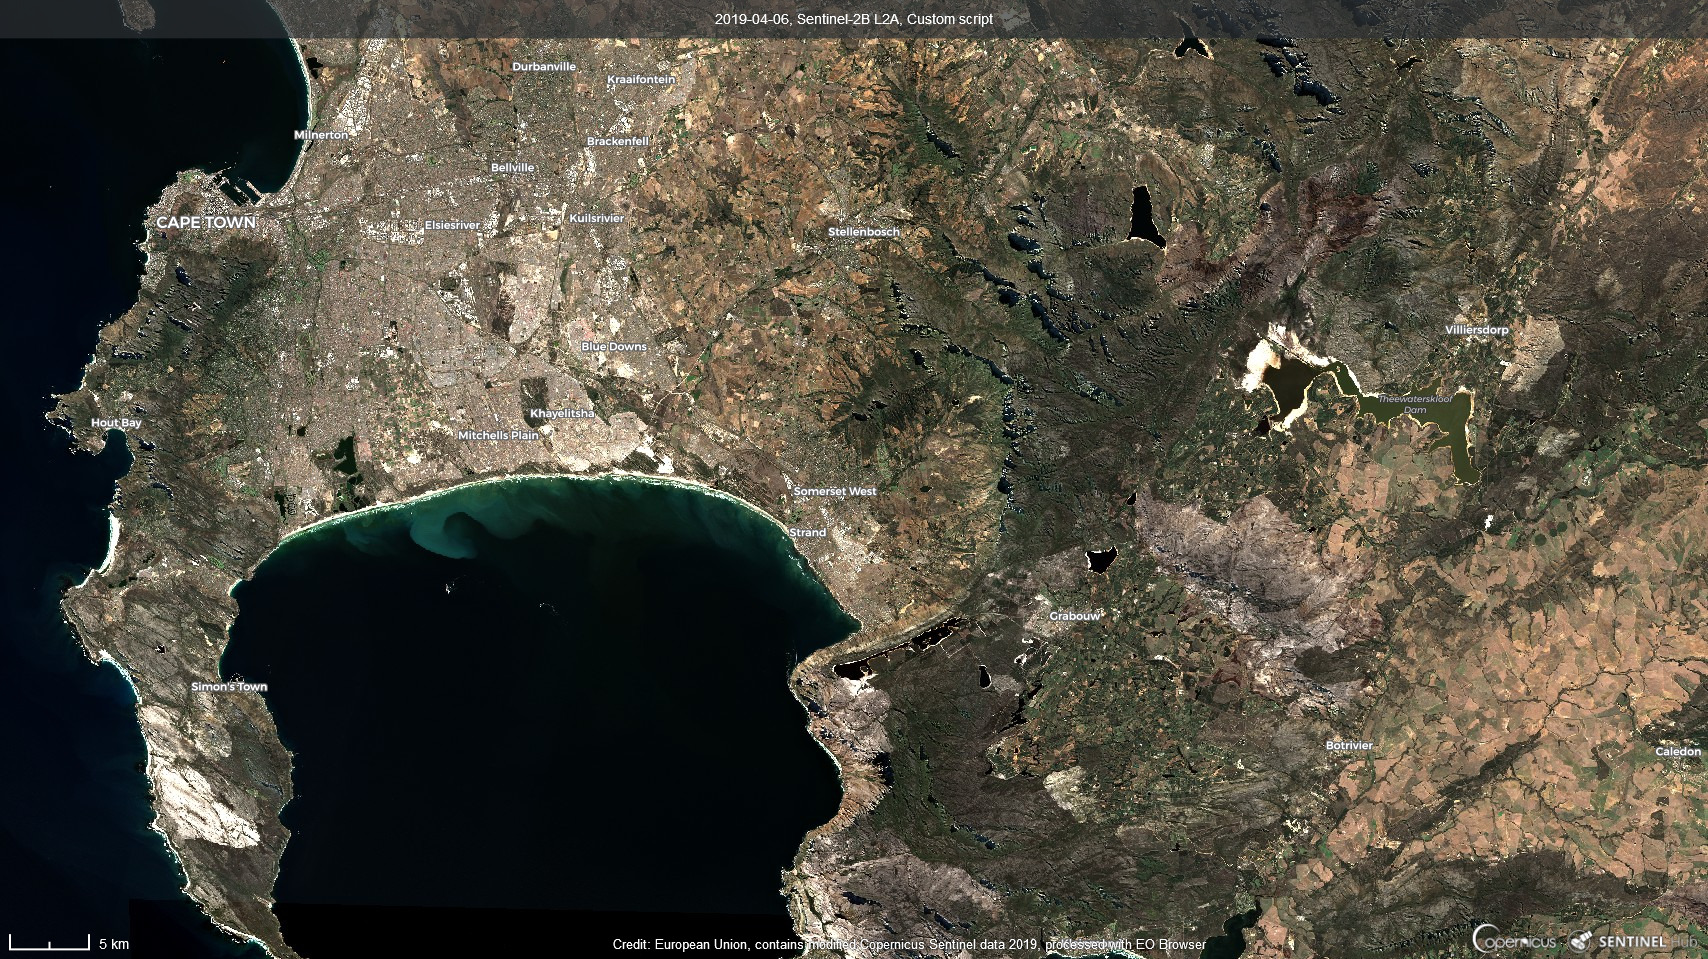 2019-04-06, Sentinel-2B L2A, Custom script
Durbanville
Kraaifontein
Milnerton
Brackenfell
Bellville
CAPE TOWN
Elsiesriver
Kuilsrivier
Stellenbosch
Villiersdorp
Blue Downs
Theewaterskloof
Dam
Khayelitsha
Hout Bay
Mitchells Plain
Somerset West
Strand
Grabouw
Simon's Town
Botrivier
Caledon
5 km
Credit: European Union, contains modified Copernicus Sentinel data 2019, processed with EO Browser
opernicus
SENTINEL Hub